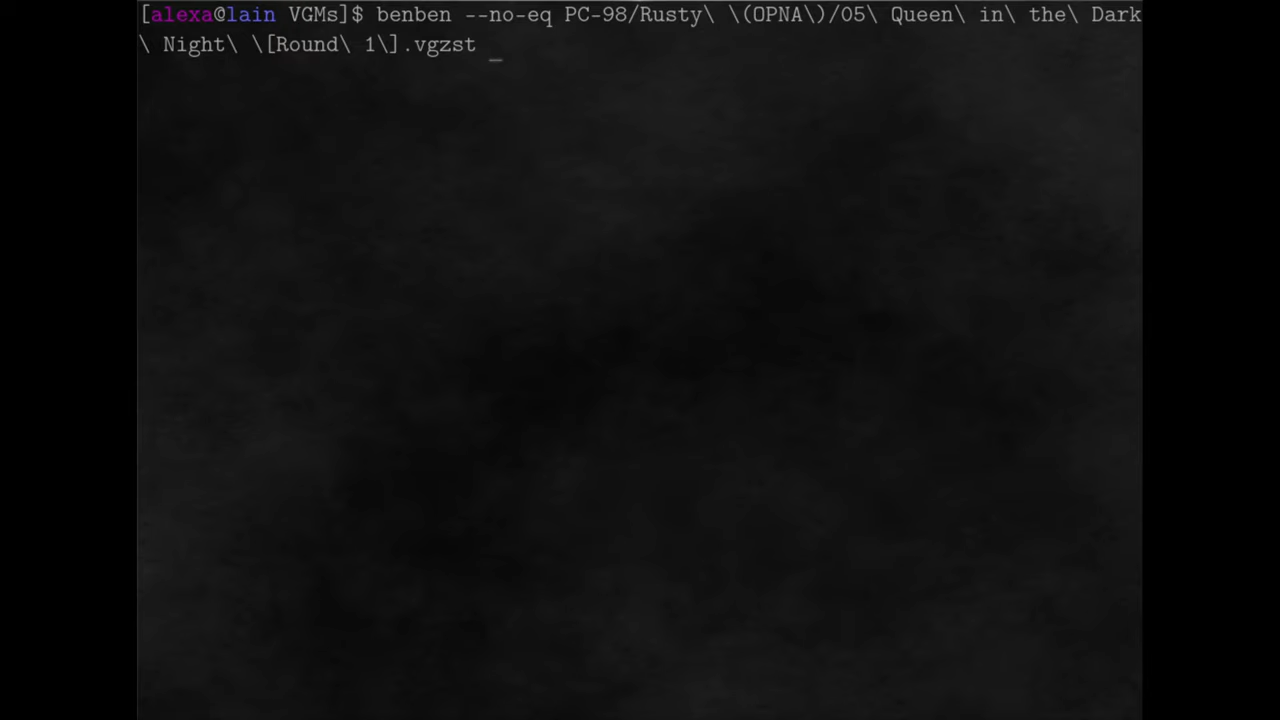 [alexa@lain VGMs]$ benben --no-eq PC-98/Rusty\ \(OPNA\)/05\ Queen\ in\ the\ Dark
\ Night\ \[Round\ 1\].vgzst _